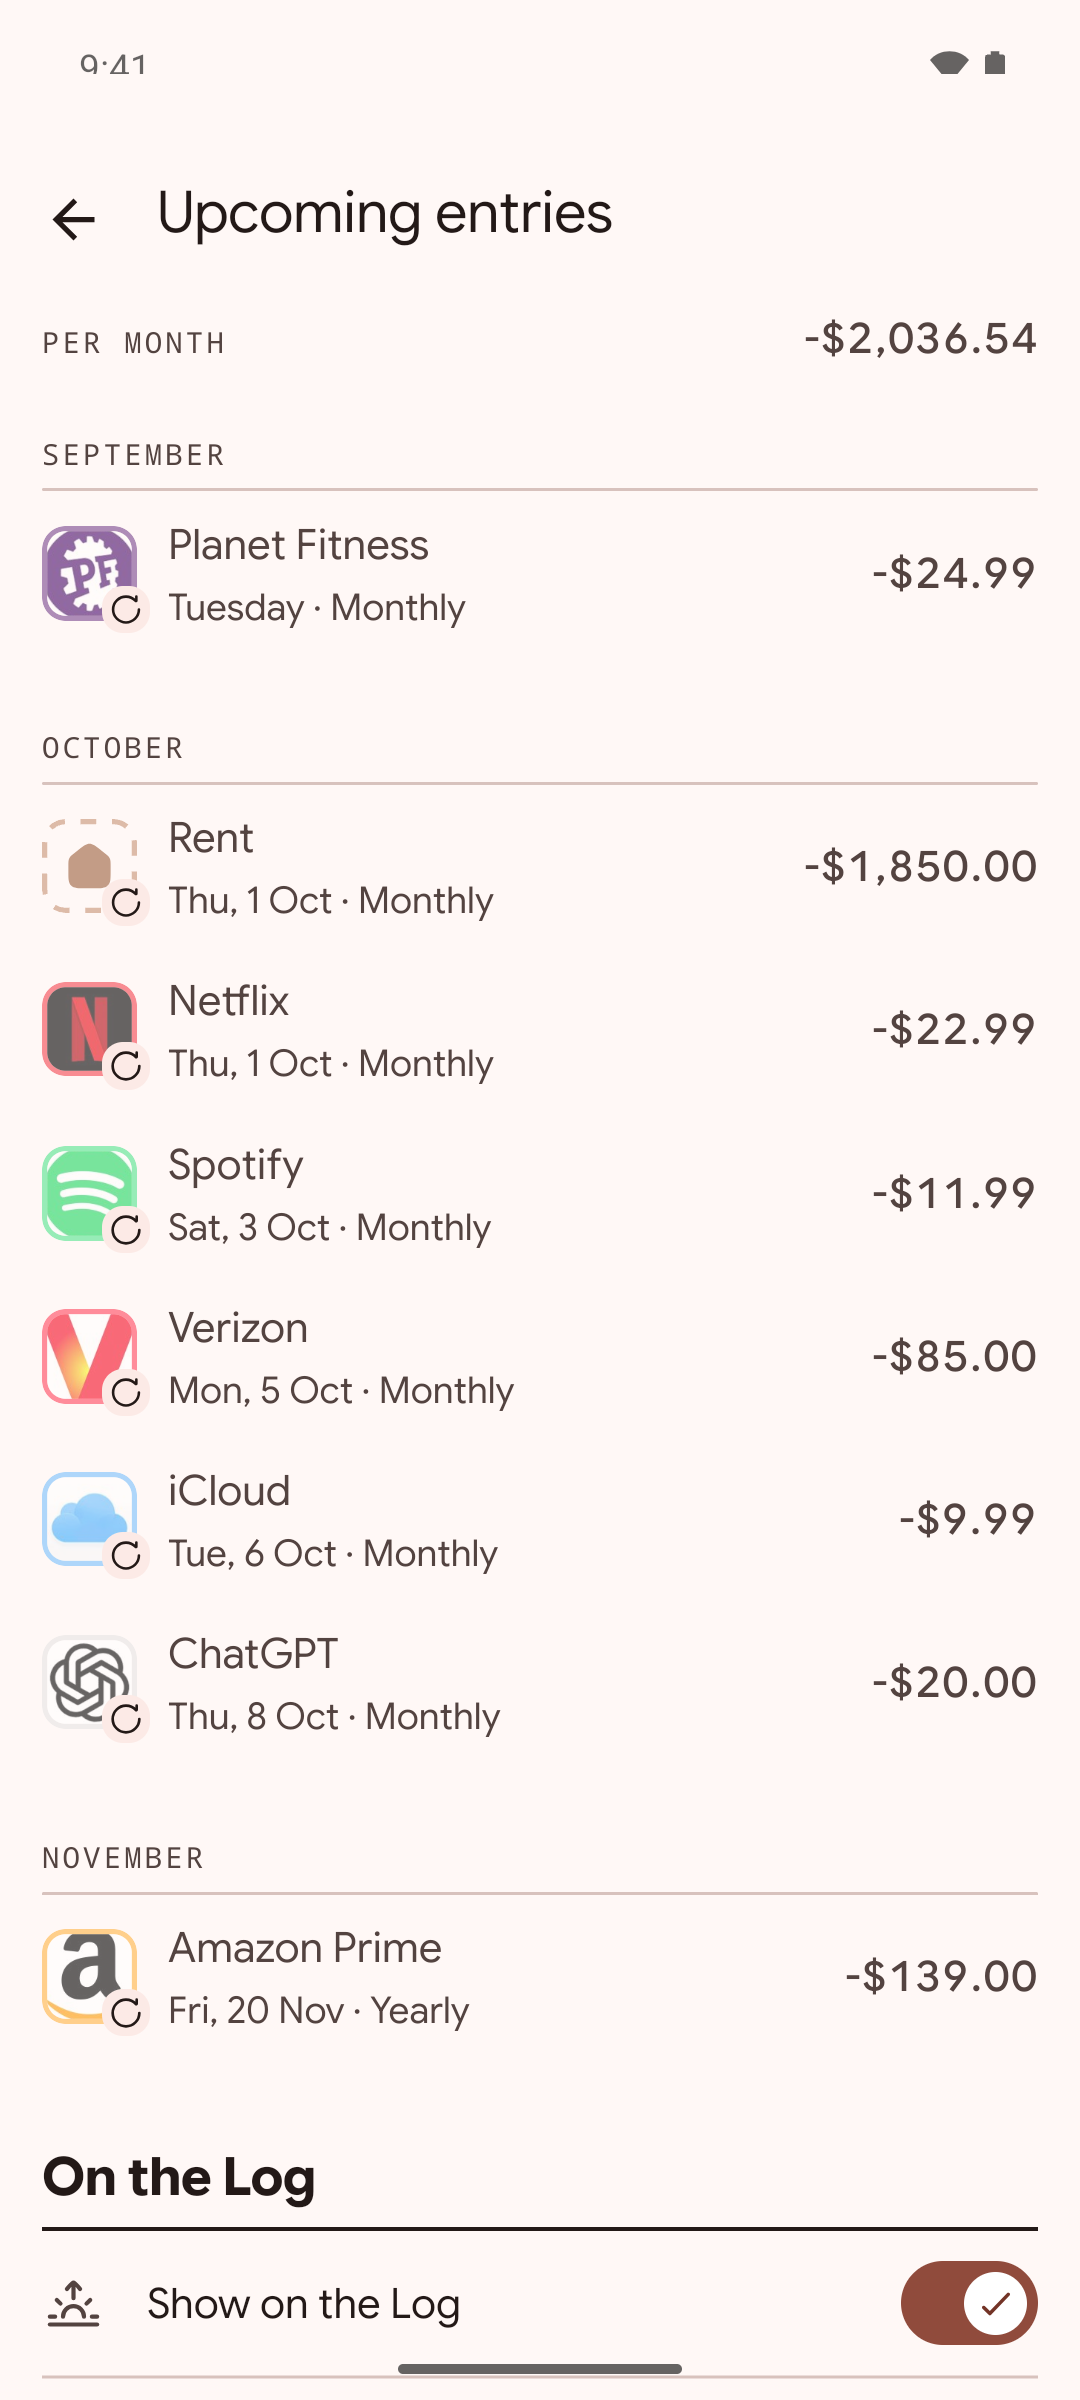 9:41
Upcoming entries
PER MONTH -$2,036.54
SEPTEMBER
Planet Fitness
Tuesday · Monthly
-$24.99
OCTOBER
Rent
Thu, 1 Oct · Monthly
-$1,850.00
Netflix
Thu, 1 Oct · Monthly
-$22.99
Spotify
Sat, 3 Oct · Monthly
-$11.99
Verizon
Mon, 5 Oct · Monthly
-$85.00
iCloud
Tue, 6 Oct · Monthly
-$9.99
ChatGPT
Thu, 8 Oct · Monthly
-$20.00
NOVEMBER
Amazon Prime
Fri, 20 Nov · Yearly
-$139.00
On the Log
Show on the Log